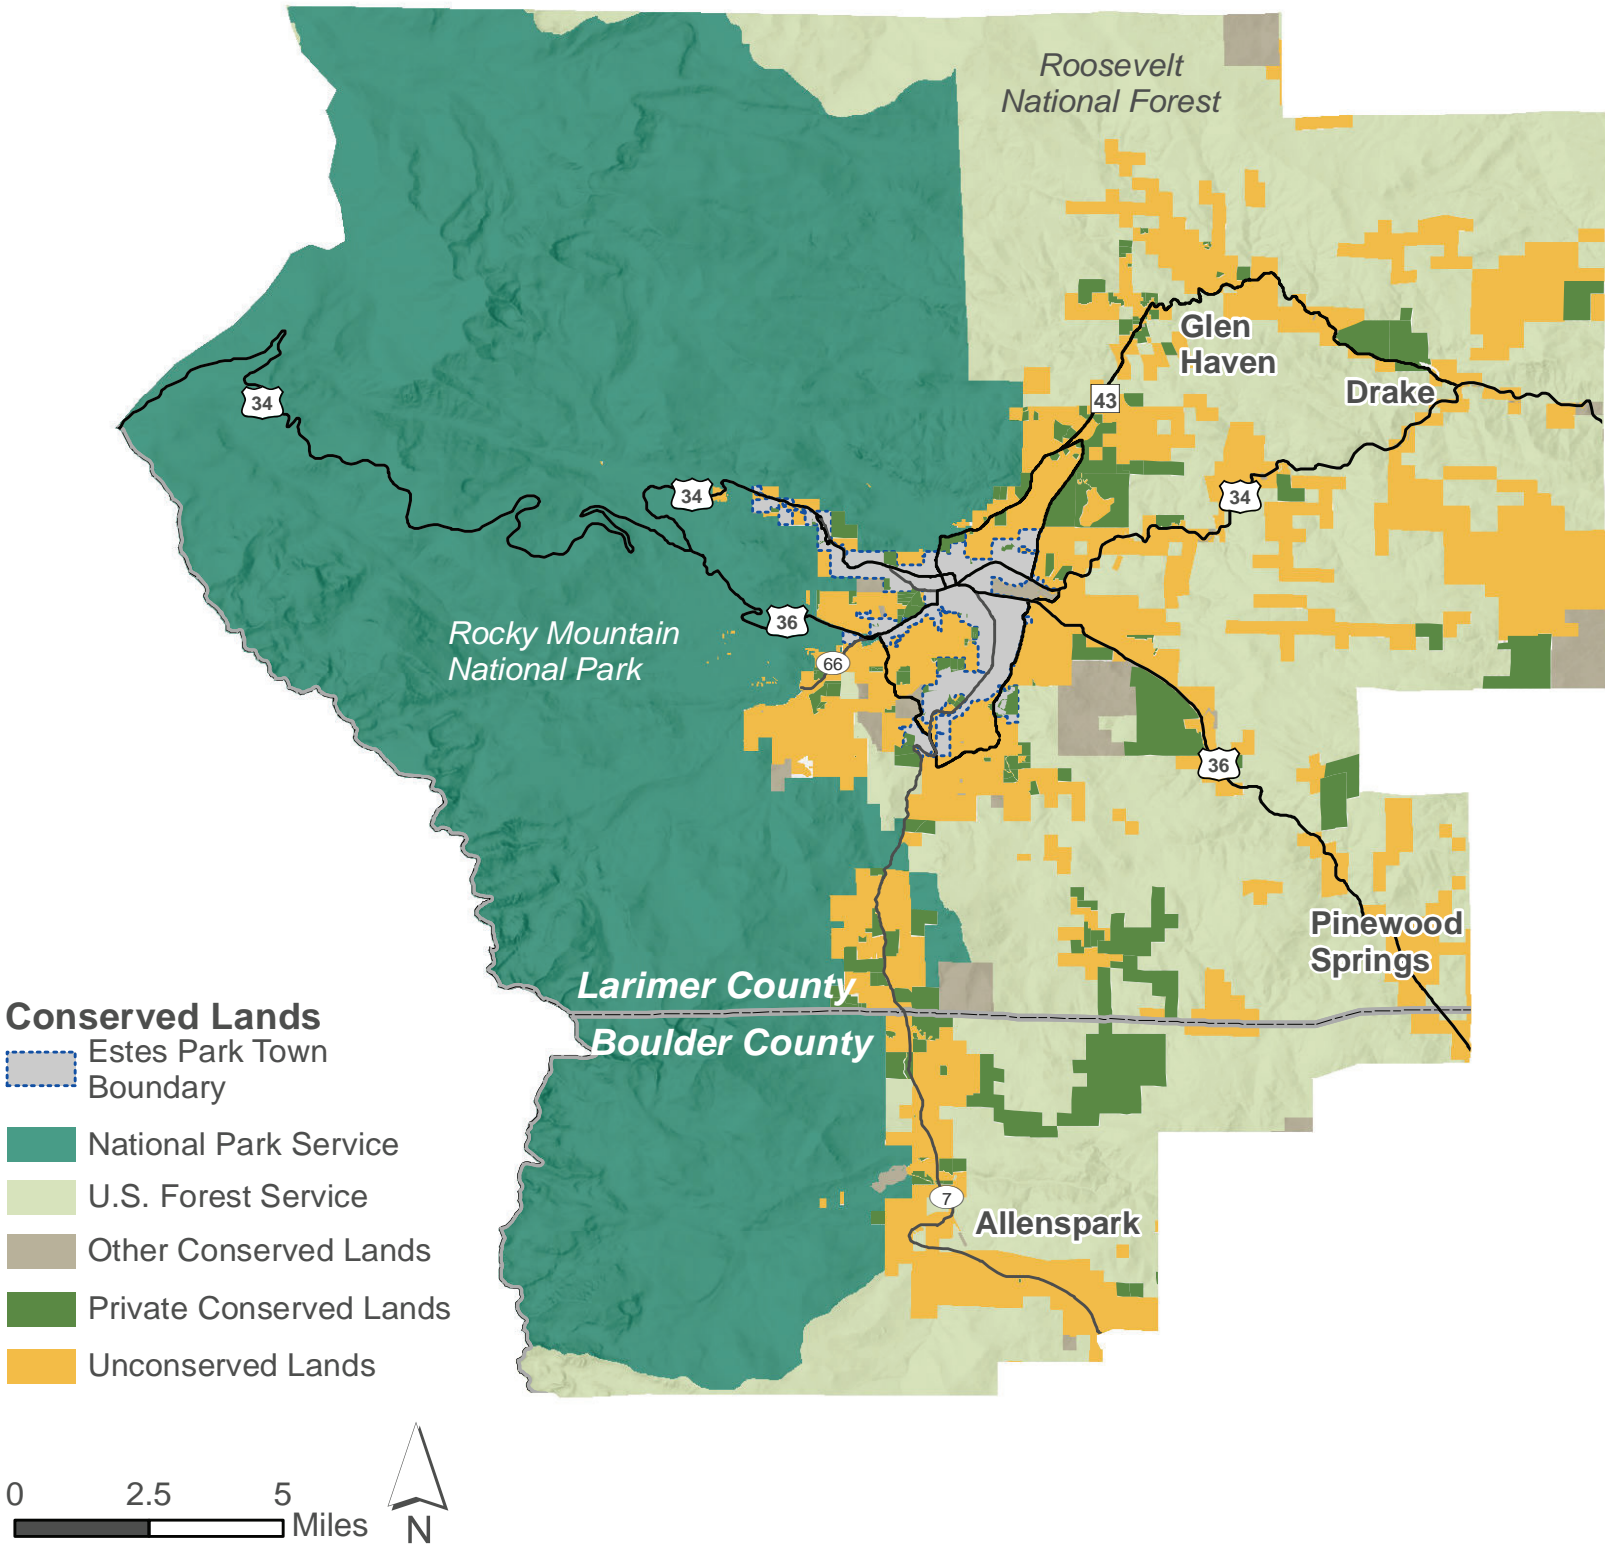 Roosevelt
National Forest
Glen
Haven
34
43
Drake
34
34
36
Rocky Mountain
National Park
66
36
Pinewood
Springs
Larimer County
Boulder County
7
Allenspark
Conserved Lands
Estes Park Town
Boundary
National Park Service
U.S. Forest Service
Other Conserved Lands
Private Conserved Lands
Unconserved Lands
0 2.5 5
Miles
N